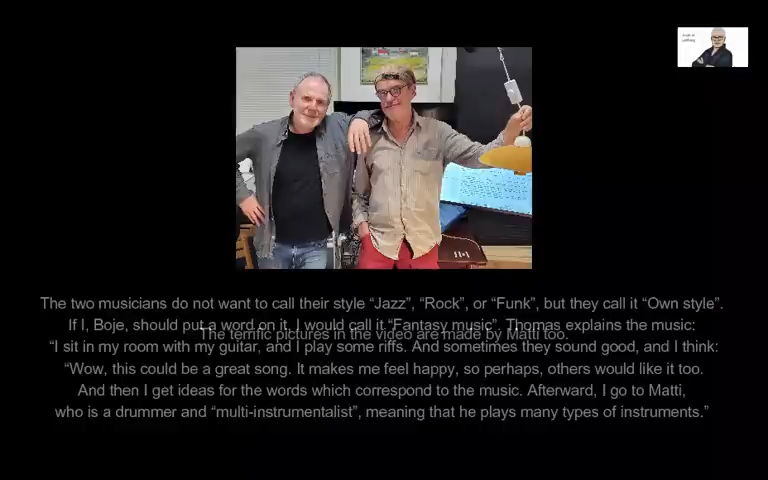 The two musicians do not want to call their style “Jazz”, “Rock”, or “Funk”, but they call it “Own style”.
If I, Boje, should put a word on it, I would call it “Fantasy music”. Thomas explains the music:
The terrific pictures in the video are made by Matti too.
“I sit in my room with my guitar, and I play some riffs. And sometimes they sound good, and I think:
“Wow, this could be a great song. It makes me feel happy, so perhaps, others would like it too.
And then I get ideas for the words which correspond to the music. Afterward, I go to Matti,
who is a drummer and “multi-instrumentalist”, meaning that he plays many types of instruments.”